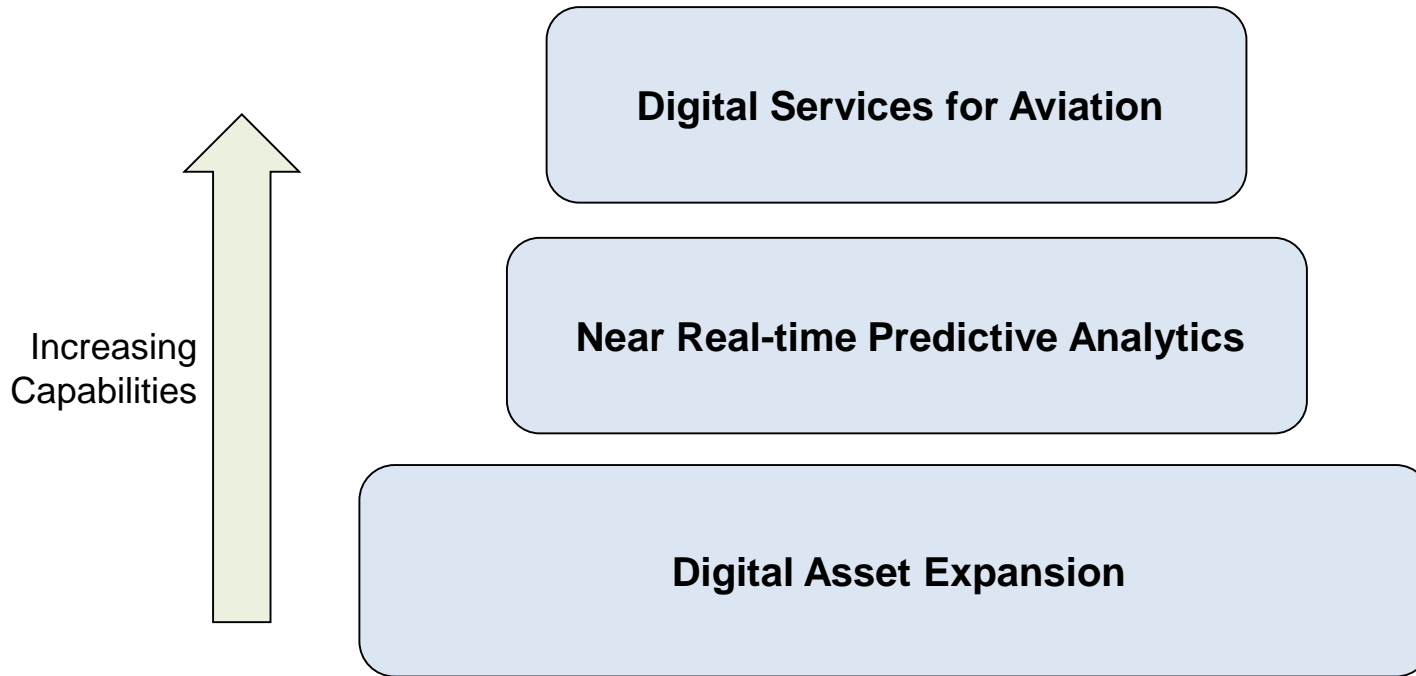 Digital Services for Aviation
Near Real-time Predictive Analytics
Increasing
Capabilities
Digital Asset Expansion